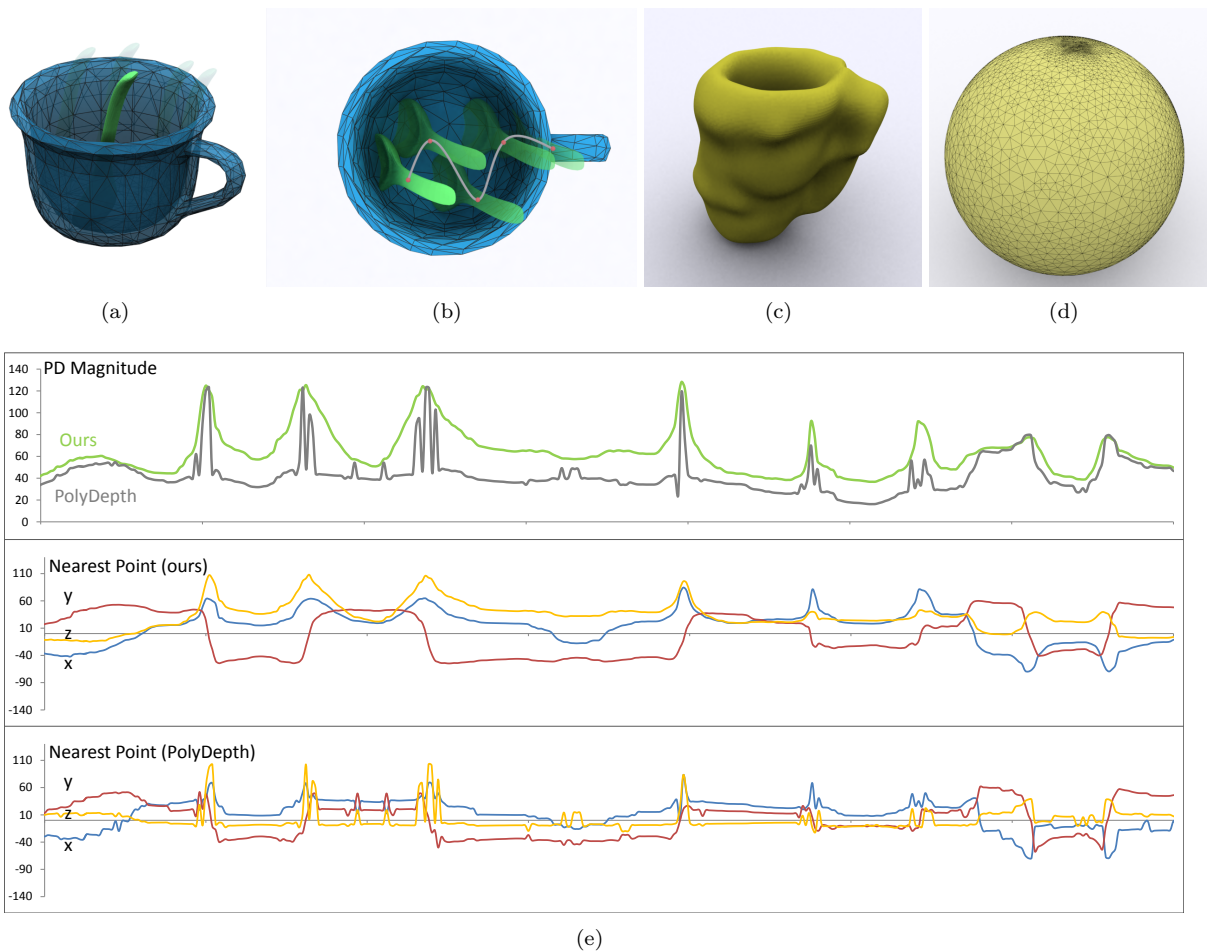 (a)
(b)
(c)
(d)
PD Magnitude
140
120
100
80
60
40
20
0
Ours
PolyDepth
Nearest Point (ours)
110
60
10
-40
-90
-140
y
z
x
Nearest Point (PolyDepth)
110
60
10
-40
-90
-140
y
z
x
(e)